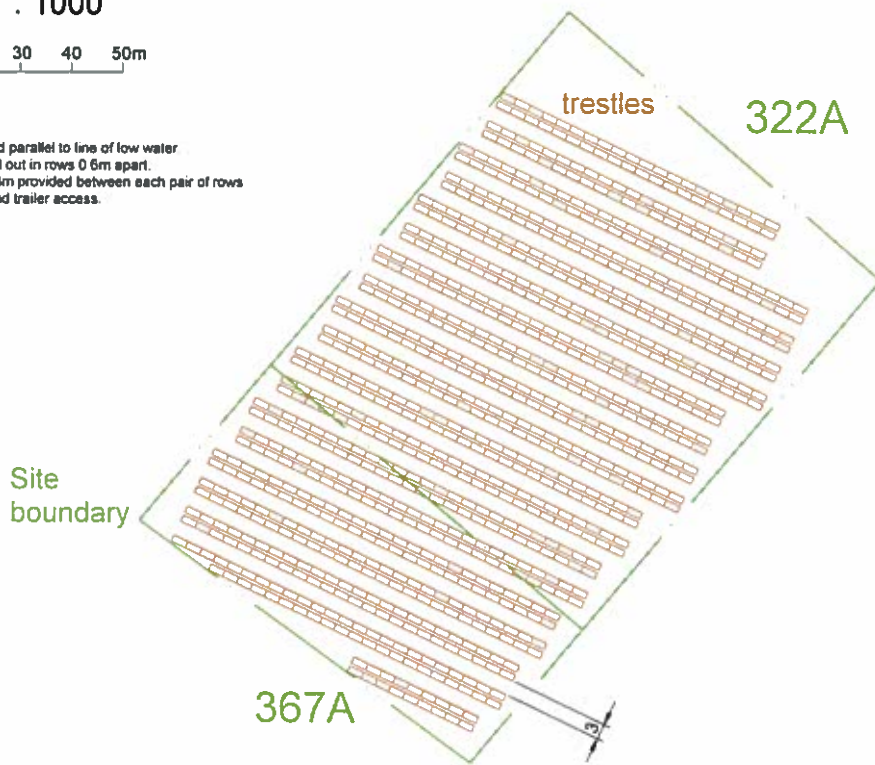 : 1000
30 40 50m
parallel to line of low water
out in rows 0 6m apart.
provided between each pair of rows
trailer access.
trestles
322A
Site
boundary
367A
3